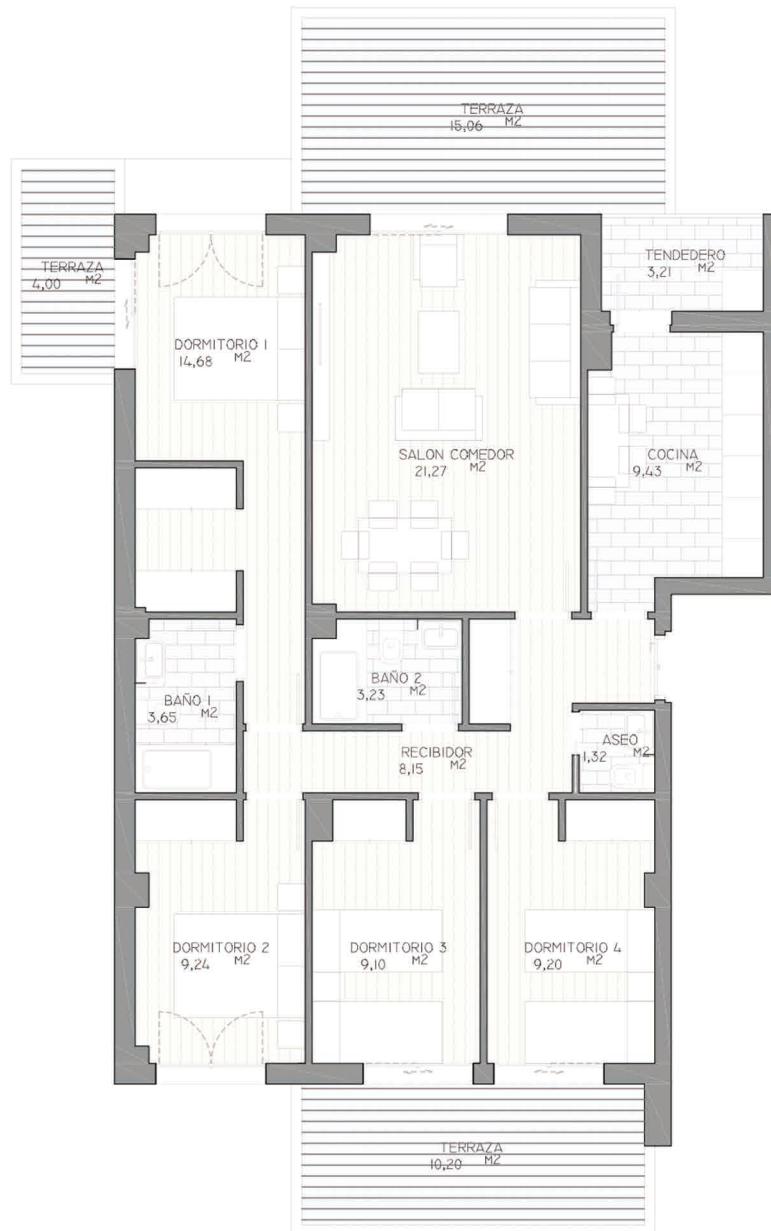 TERRAZA
15,06 M2
TENDEDERO
3,21 M2
TERRAZA
4,00 M2
DORMITORIO 1
14,68 M2
SALON COMEDOR
21,27 M2
COCINA
9,43 M2
BAÑO 1
3,65 M2
BAÑO 2
3,23 M2
RECIBIDOR
8,15 M2
ASEO
1,32 M2
DORMITORIO 2
9,24 M2
DORMITORIO 3
9,10 M2
DORMITORIO 4
9,20 M2
TERRAZA
10,20 M2